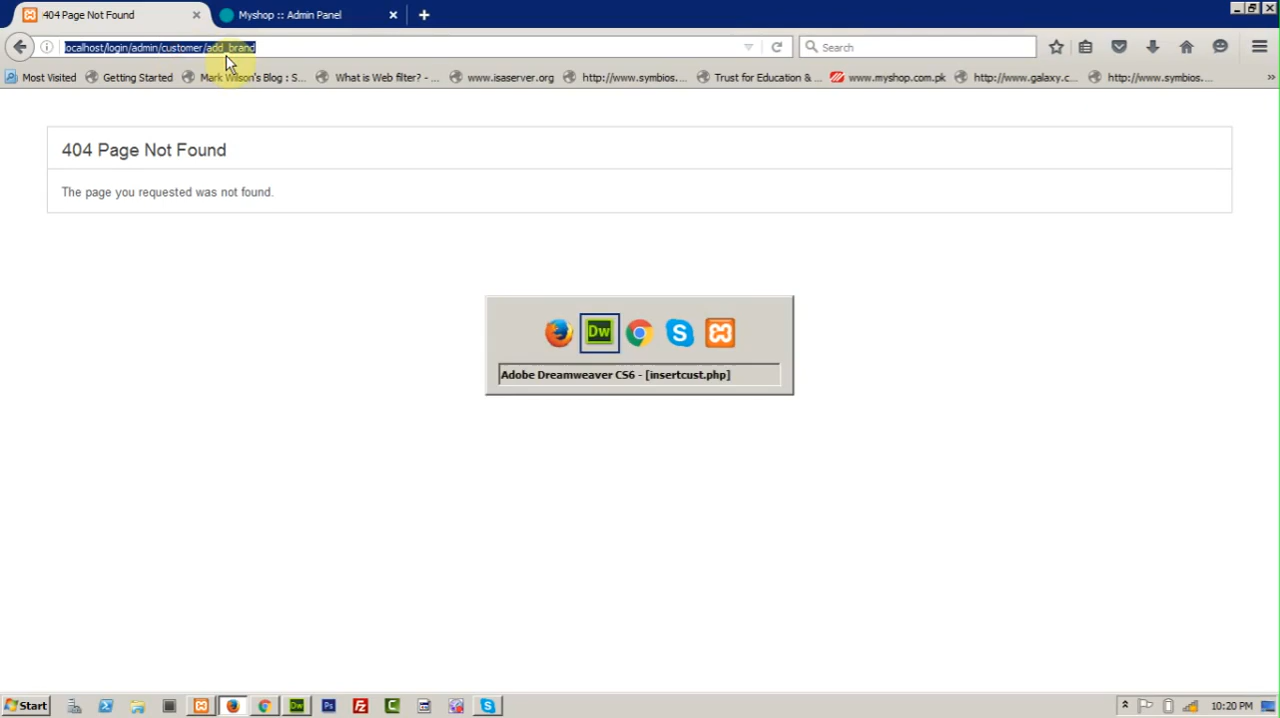 404 Page Not Found
Myshop :: Admin Panel
localhost/login/admin/customer/add_brand
Search
Most Visited
Getting Started
Mark Wilson's Blog : S...
What is Web filter? - ...
www.isaserver.org
http://www.symbios....
Trust for Education & ...
www.myshop.com.pk
http://www.galaxy.c...
http://www.symbios....
404 Page Not Found
The page you requested was not found.
Dw
Adobe Dreamweaver CS6 - [insertcust.php]
Start
Dw
Ps
Fz
10:20 PM